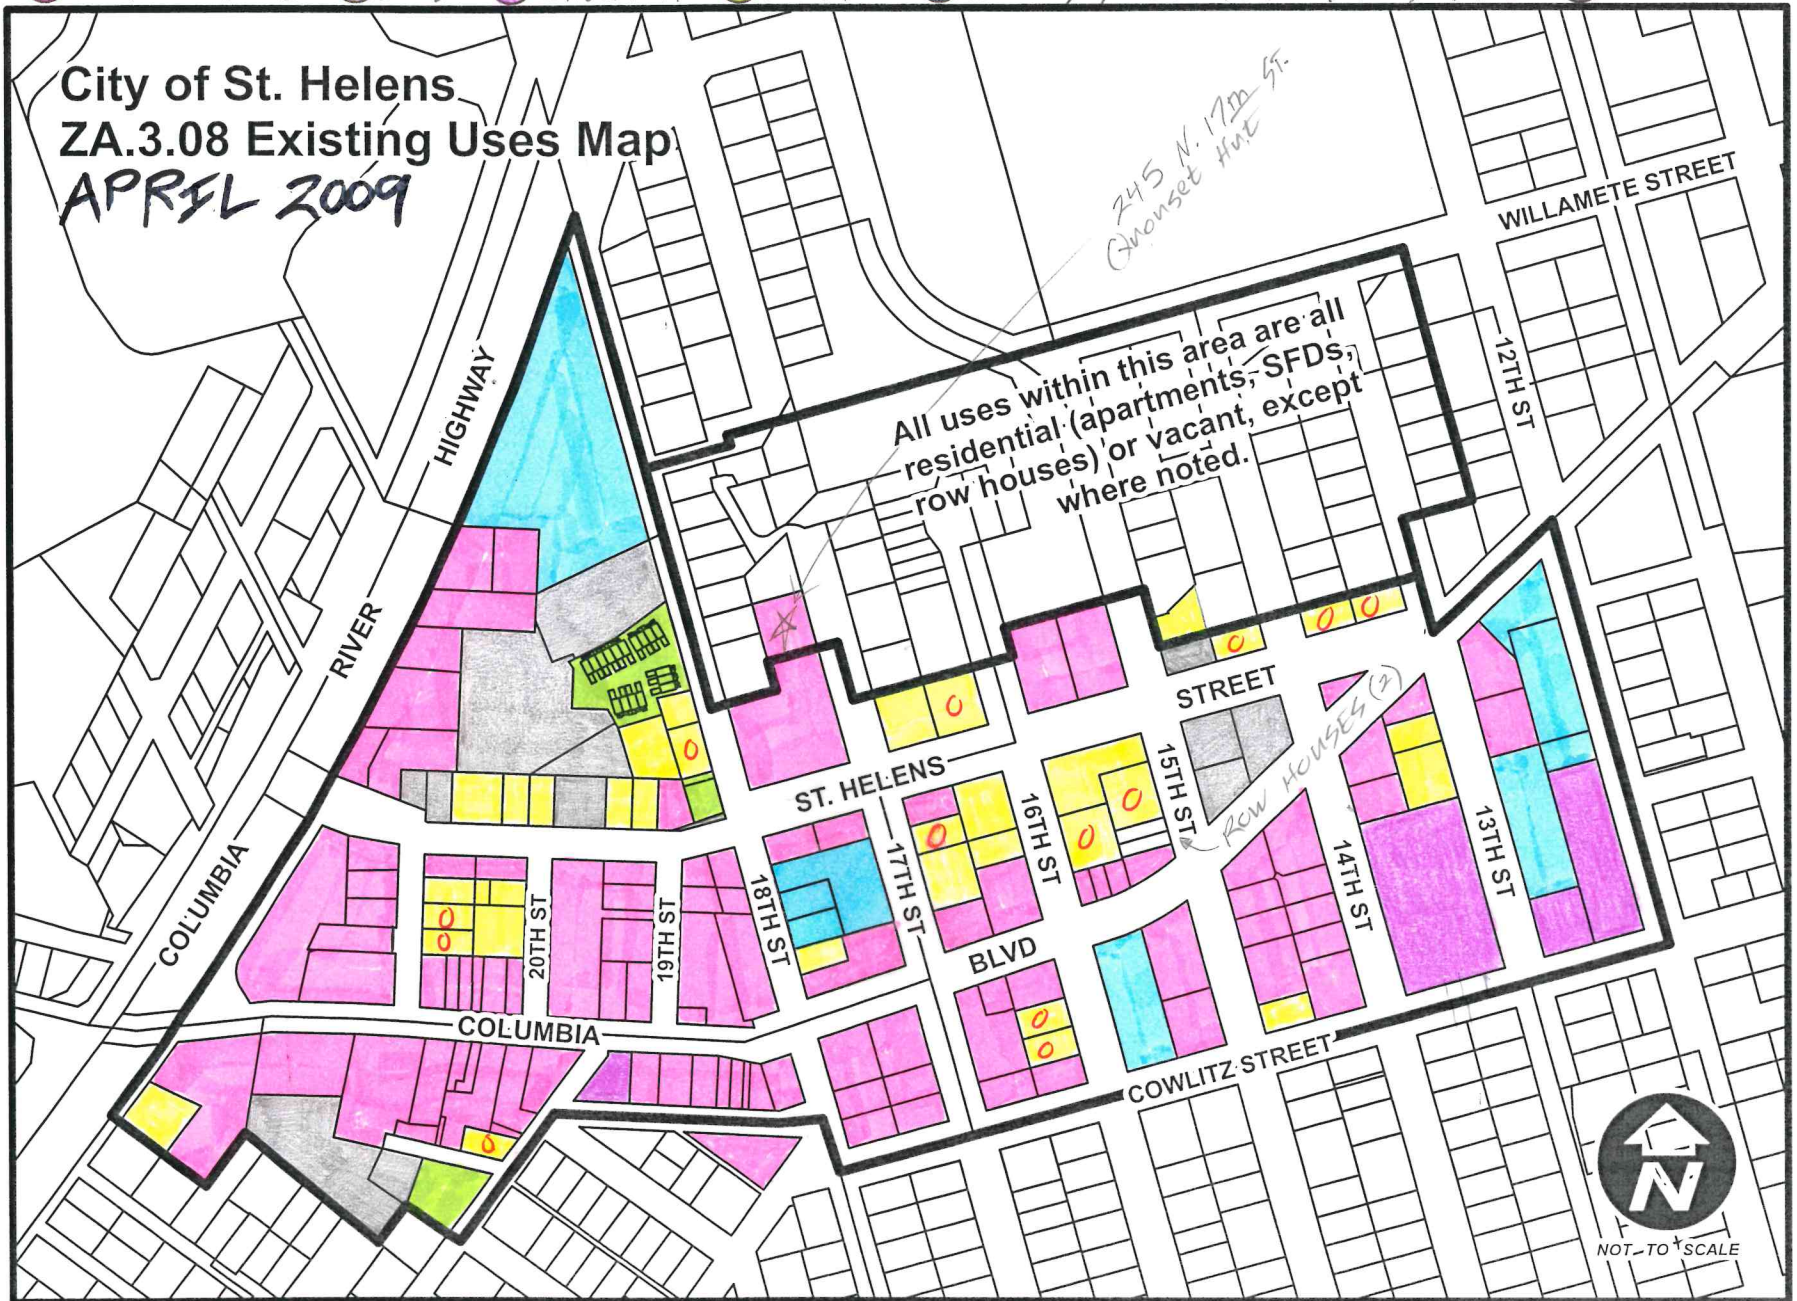 City of St. Helens
ZA.3.08 Existing Uses Map
APRIL 2009
245 N. 17th ST.
Quonset Hut
WILLAMETE STREET
HIGHWAY
12TH ST
All uses within this area are all
residential (apartments, SFDs,
row houses) or vacant, except
where noted.
RIVER
STREET
ROW HOUSES (2)
ST. HELENS
15TH ST
16TH ST
13TH ST
14TH ST
17TH ST
18TH ST
COLUMBIA
20TH ST
19TH ST
BLVD
COLUMBIA
COWLITZ STREET
N
NOT TO SCALE